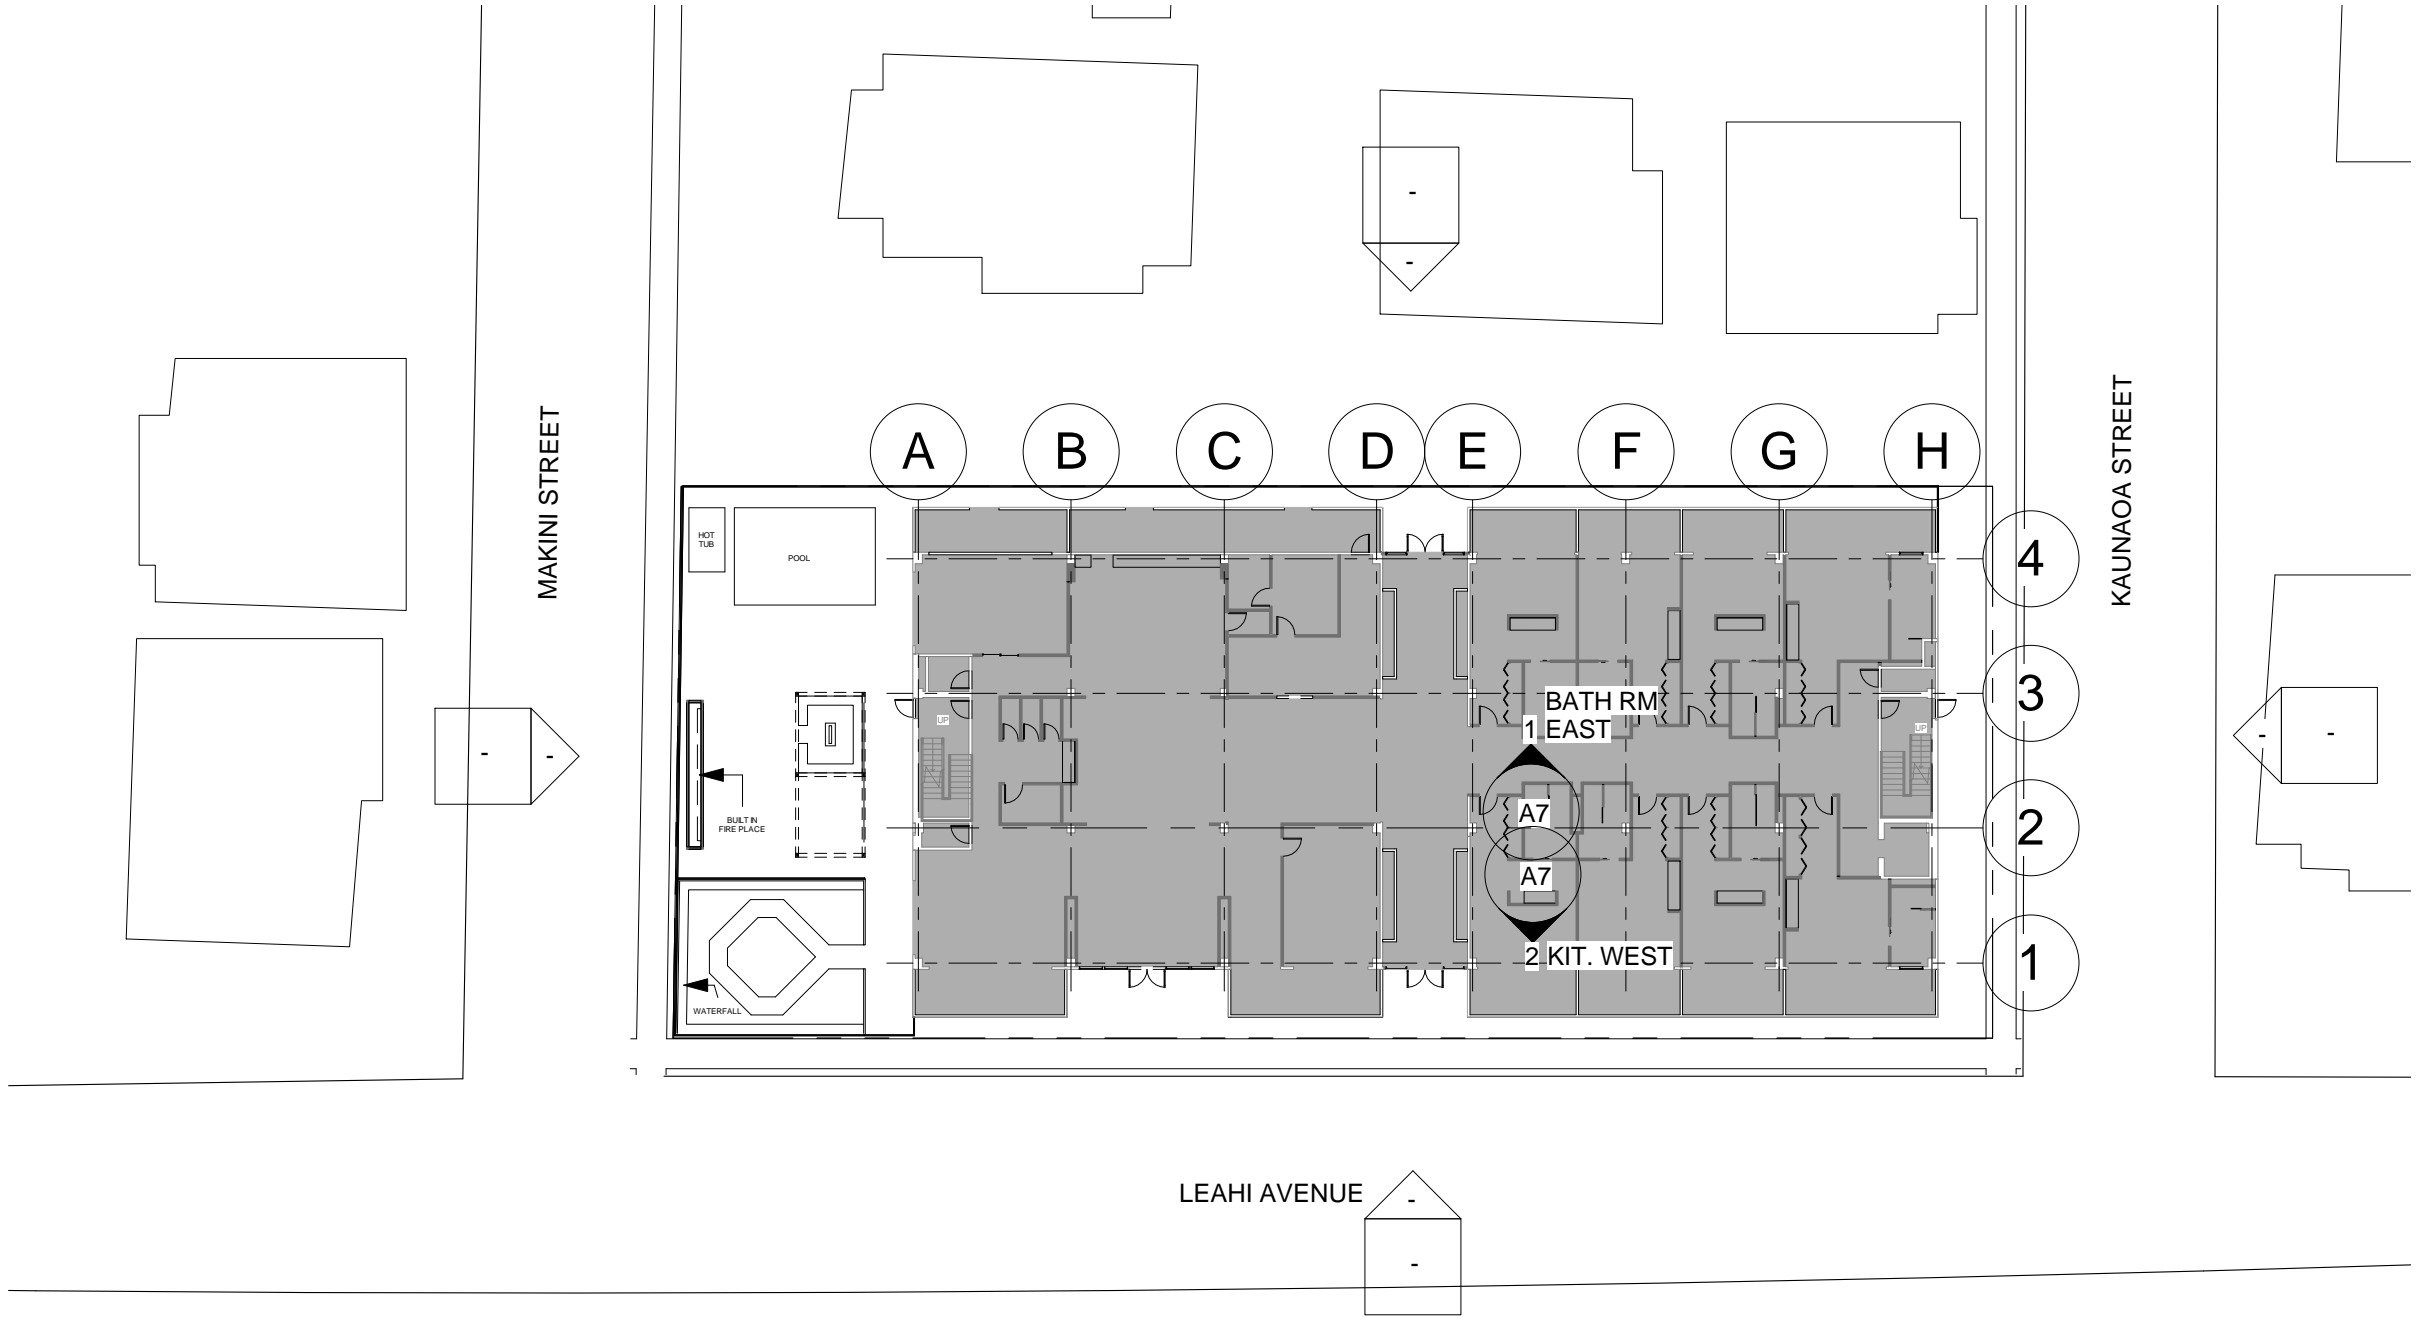 A
B
C
D
E
F
G
H
MAKINI STREET
KAUNAOA STREET
HOT
TUB
POOL
4
3
2
1
UP
UP
BATH RM
1 EAST
A7
A7
2 KIT. WEST
BUILT IN
FIRE PLACE
WATERFALL
LEAHI AVENUE
-
-
-
-
-
-
-
-